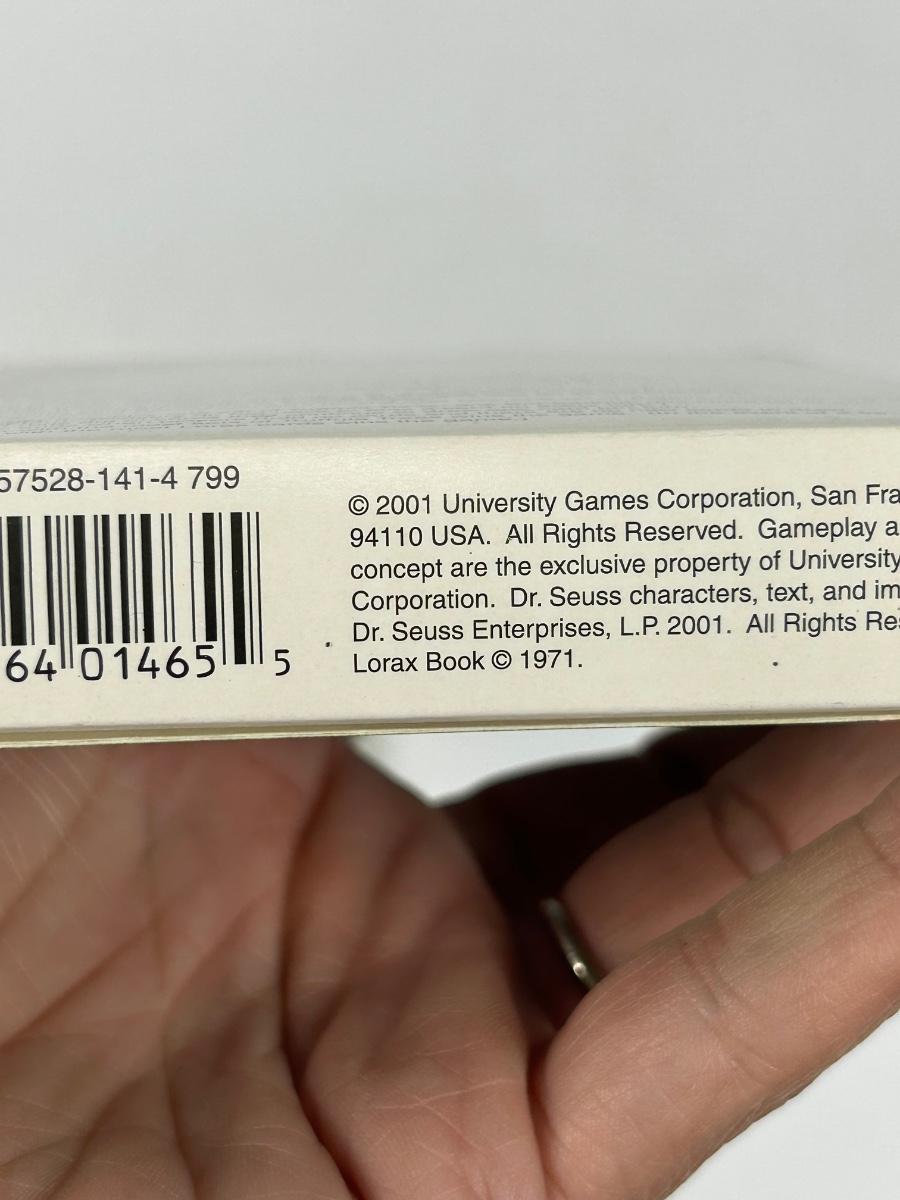 57528-141-4 799
64 01465 5
© 2001 University Games Corporation, San Fra
94110 USA. All Rights Reserved. Gameplay a
concept are the exclusive property of University
Corporation. Dr. Seuss characters, text, and im
Dr. Seuss Enterprises, L.P. 2001. All Rights Res
Lorax Book © 1971.